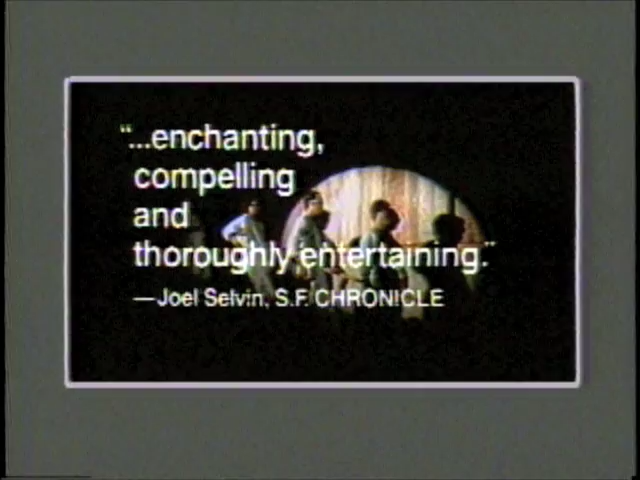 "...enchanting,
compelling
and
thoroughly entertaining."
—Joel Selvin, S.F. CHRONICLE